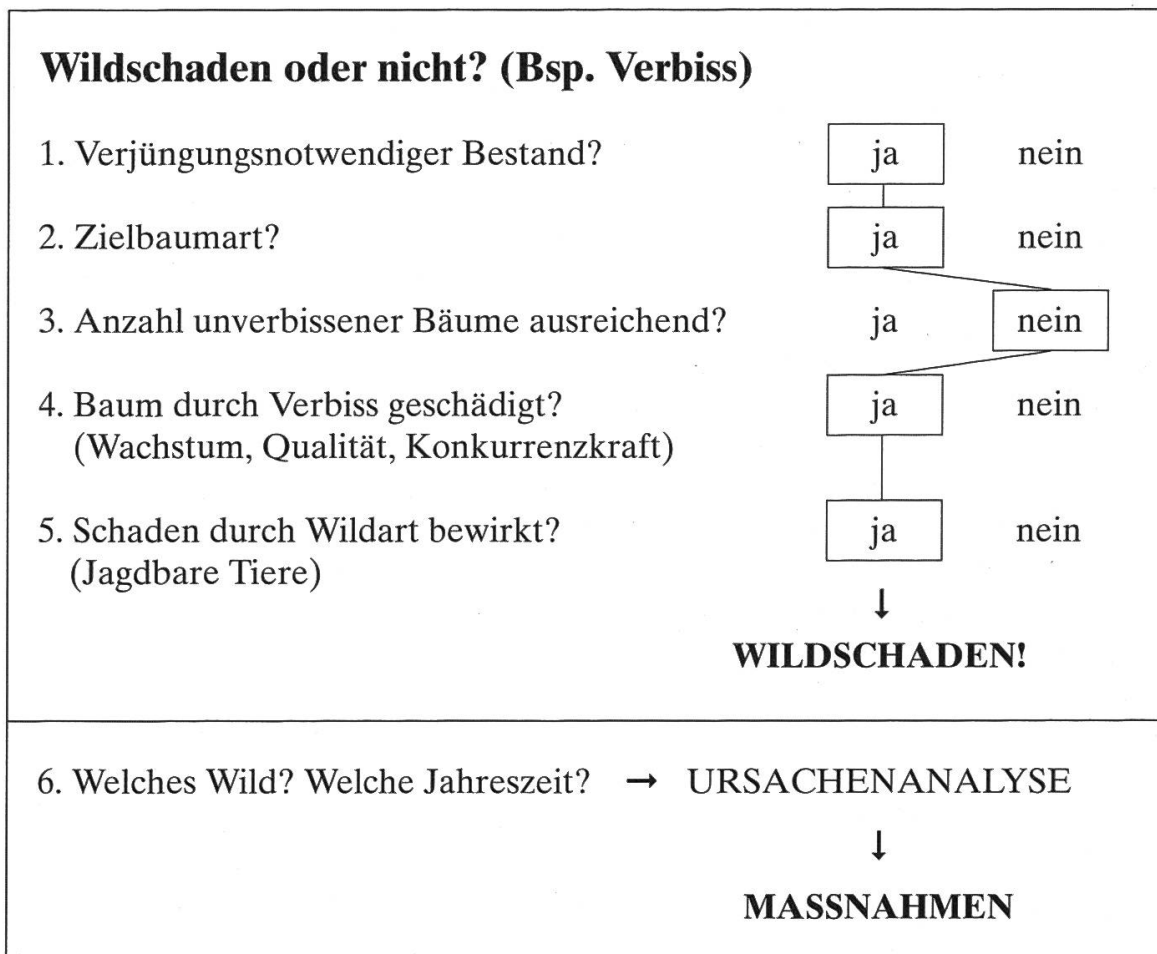 Wildschaden oder nicht? (Bsp. Verbiss)
1. Verjüngungsnotwendiger Bestand? ja nein
2. Zielbaumart? ja nein
3. Anzahl unverbissener Bäume ausreichend? ja nein
4. Baum durch Verbiss geschädigt? ja nein
(Wachstum, Qualität, Konkurrenzkraft)
5. Schaden durch Wildart bewirkt? ja nein
(Jagdbare Tiere)
↓
WILDSCHADEN!
6. Welches Wild? Welche Jahreszeit? → URSACHENANALYSE
↓
MASSNAHMEN